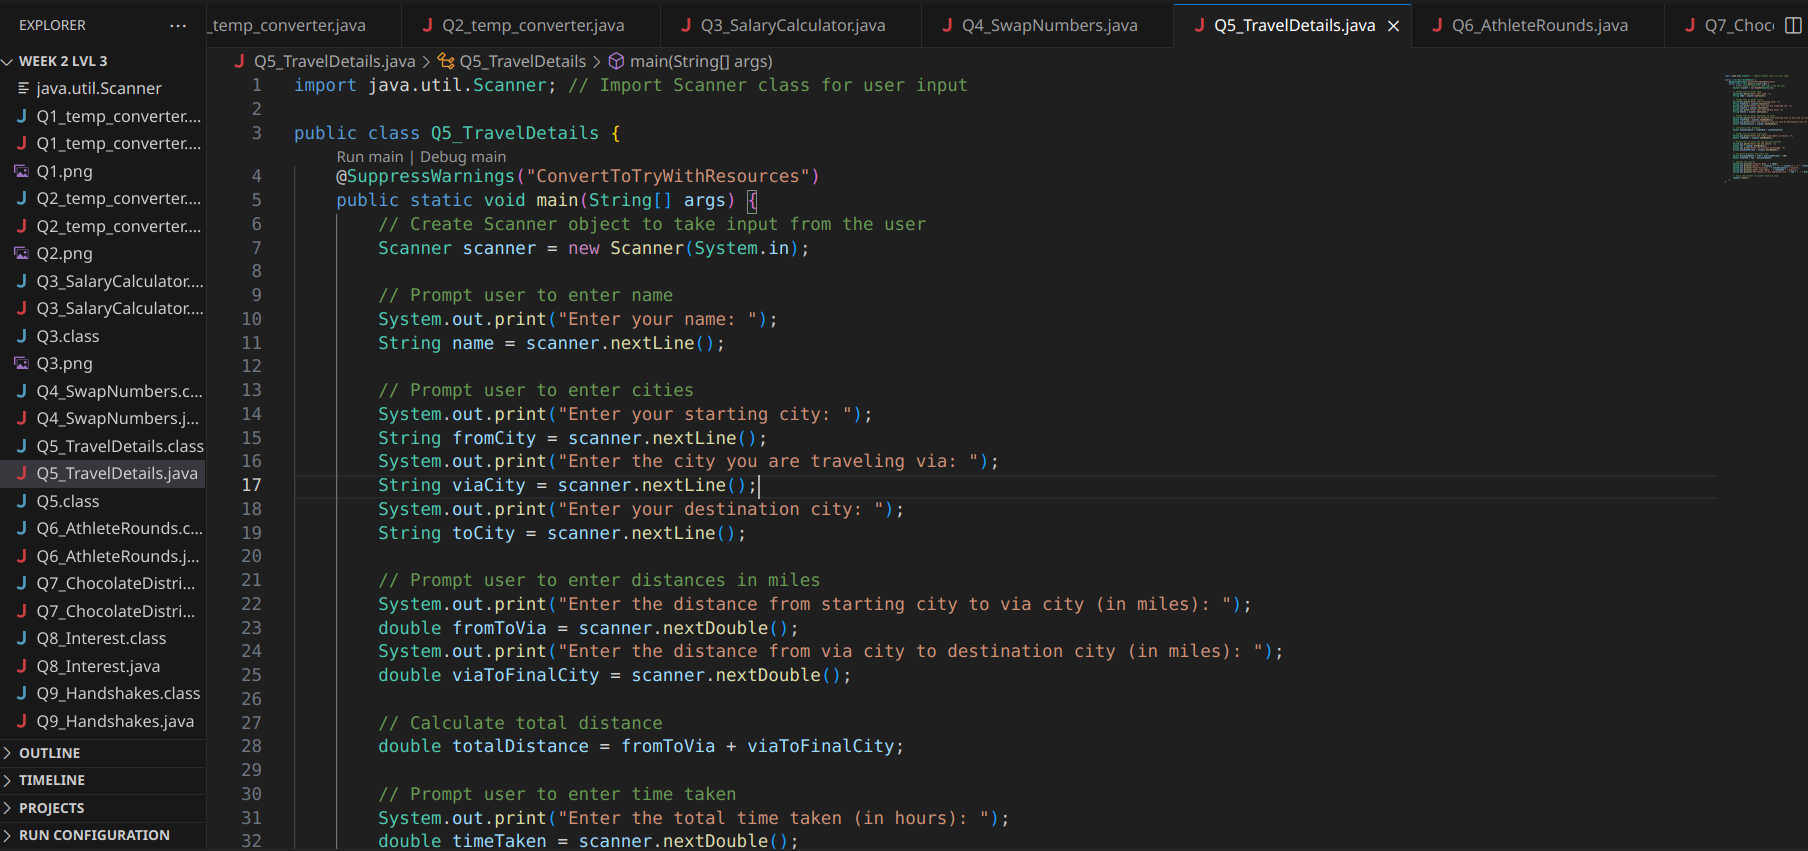 EXPLORER
WEEK 2 LVL 3
java.util.Scanner
Q1_temp_converter....
Q1_temp_converter....
Q1.png
Q2_temp_converter....
Q2_temp_converter....
Q2.png
Q3_SalaryCalculator....
Q3_SalaryCalculator....
Q3.class
Q3.png
Q4_SwapNumbers.c...
Q4_SwapNumbers.j...
Q5_TravelDetails.class
Q5_TravelDetails.java
Q5.class
Q6_AthleteRounds.c...
Q6_AthleteRounds.j...
Q7_ChocolateDistri...
Q7_ChocolateDistri...
Q8_Interest.class
Q8_Interest.java
Q9_Handshakes.class
Q9_Handshakes.java
OUTLINE
TIMELINE
PROJECTS
RUN CONFIGURATION
_temp_converter.java Q2_temp_converter.java Q3_SalaryCalculator.java Q4_SwapNumbers.java Q5_TravelDetails.java Q6_AthleteRounds.java Q7_Choc
Q5_TravelDetails.java > Q5_TravelDetails > main(String[] args)
1 import java.util.Scanner; // Import Scanner class for user input
2
3 public class Q5_TravelDetails {
Run main | Debug main
4 @SuppressWarnings("ConvertToTryWithResources")
5 public static void main(String[] args) {
6 // Create Scanner object to take input from the user
7 Scanner scanner = new Scanner(System.in);
8
9 // Prompt user to enter name
10 System.out.print("Enter your name: ");
11 String name = scanner.nextLine();
12
13 // Prompt user to enter cities
14 System.out.print("Enter your starting city: ");
15 String fromCity = scanner.nextLine();
16 System.out.print("Enter the city you are traveling via: ");
17 String viaCity = scanner.nextLine();
18 System.out.print("Enter your destination city: ");
19 String toCity = scanner.nextLine();
20
21 // Prompt user to enter distances in miles
22 System.out.print("Enter the distance from starting city to via city (in miles): ");
23 double fromToVia = scanner.nextDouble();
24 System.out.print("Enter the distance from via city to destination city (in miles): ");
25 double viaToFinalCity = scanner.nextDouble();
26
27 // Calculate total distance
28 double totalDistance = fromToVia + viaToFinalCity;
29
30 // Prompt user to enter time taken
31 System.out.print("Enter the total time taken (in hours): ");
32 double timeTaken = scanner.nextDouble();